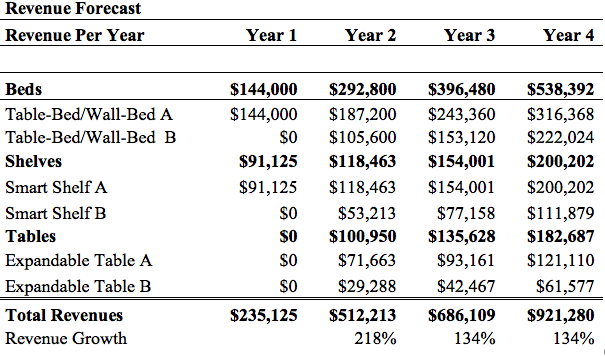 Revenue Forecast
Revenue Per Year Year 1 Year 2 Year 3 Year 4
Beds $144,000 $292,800 $396,480 $538,392
Table-Bed/Wall-Bed A $144,000 $187,200 $243,360 $316,368
Table-Bed/Wall-Bed B $0 $105,600 $153,120 $222,024
Shelves $91,125 $118,463 $154,001 $200,202
Smart Shelf A $91,125 $118,463 $154,001 $200,202
Smart Shelf B $0 $53,213 $77,158 $111,879
Tables $0 $100,950 $135,628 $182,687
Expandable Table A $0 $71,663 $93,161 $121,110
Expandable Table B $0 $29,288 $42,467 $61,577
Total Revenues $235,125 $512,213 $686,109 $921,280
Revenue Growth 218% 134% 134%